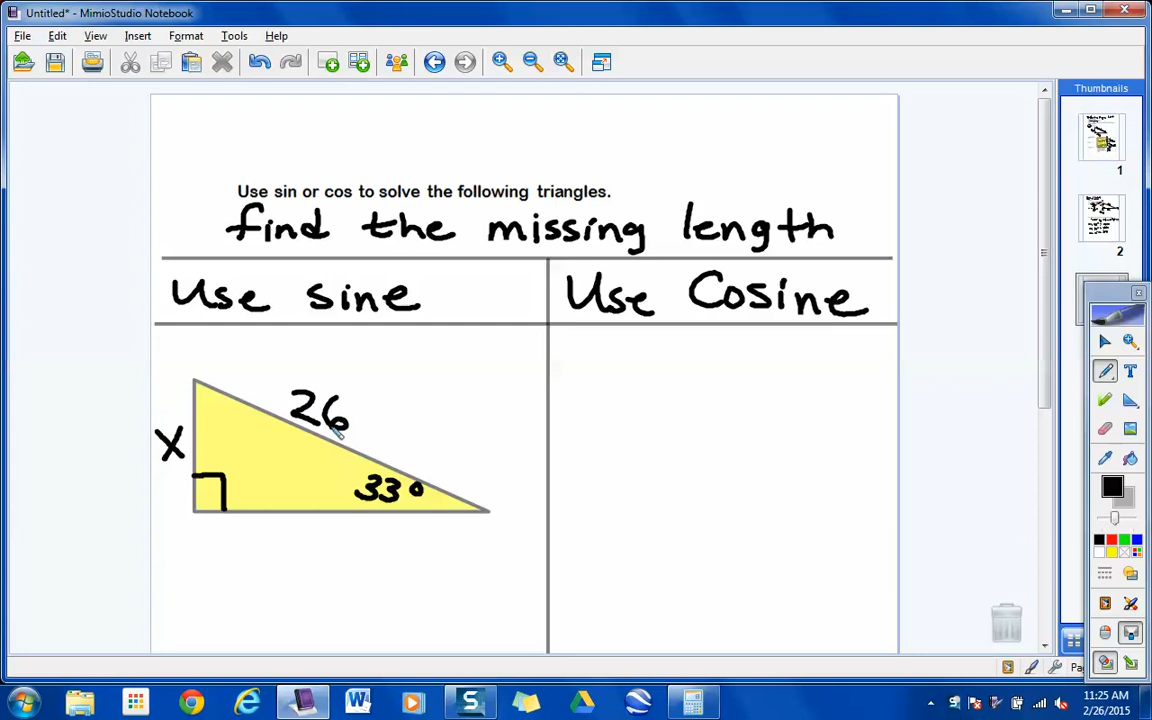 Untitled* - MimioStudio Notebook
File Edit View Insert Format Tools Help
Thumbnails
1
2
Use sin or cos to solve the following triangles.
find the missing length
Use sine
Use Cosine
26
X
33°
11:25 AM
2/26/2015